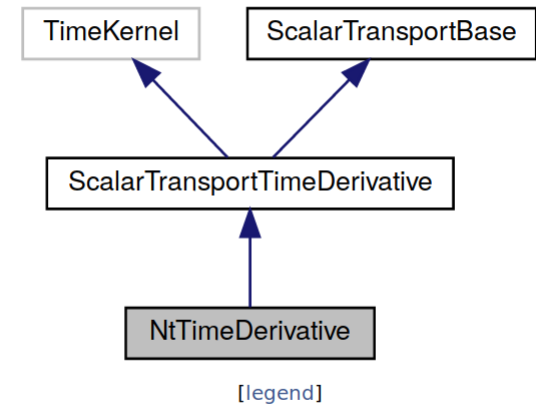 TimeKernel
ScalarTransportBase
ScalarTransportTimeDerivative
NtTimeDerivative
[legend]